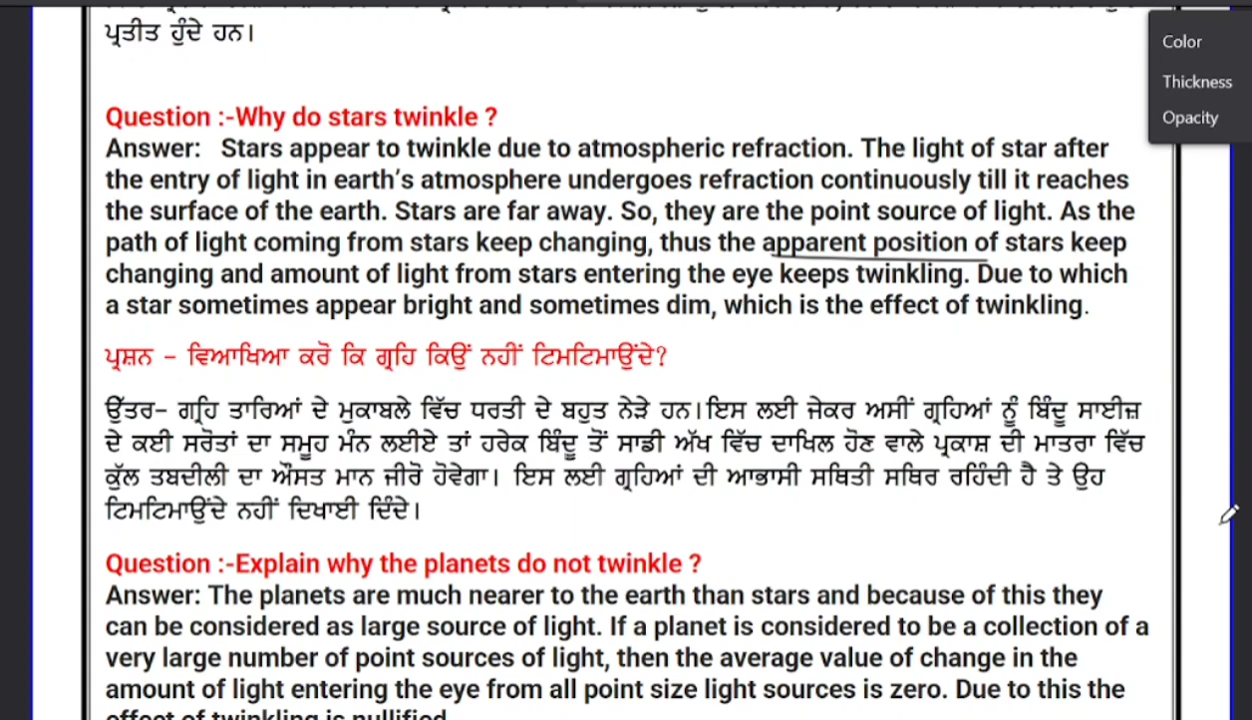 ਪ੍ਰਤੀਤ ਹੁੰਦੇ ਹਨ।
Color
Thickness
Opacity
Question :-Why do stars twinkle ?
Answer: Stars appear to twinkle due to atmospheric refraction. The light of star after
the entry of light in earth’s atmosphere undergoes refraction continuously till it reaches
the surface of the earth. Stars are far away. So, they are the point source of light. As the
path of light coming from stars keep changing, thus the apparent position of stars keep
changing and amount of light from stars entering the eye keeps twinkling. Due to which
a star sometimes appear bright and sometimes dim, which is the effect of twinkling.
ਪ੍ਰਸ਼ਨ – ਵਿਆਖਿਆ ਕਰੋ ਕਿ ਗ੍ਰਹਿ ਕਿਉਂ ਨਹੀਂ ਟਿਮਟਿਮਾਉਂਦੇ?
ਉੱਤਰ– ਗ੍ਰਹਿ ਤਾਰਿਆਂ ਦੇ ਮੁਕਾਬਲੇ ਵਿੱਚ ਧਰਤੀ ਦੇ ਬਹੁਤ ਨੇੜੇ ਹਨ।ਇਸ ਲਈ ਜੇਕਰ ਅਸੀਂ ਗ੍ਰਹਿਆਂ ਨੂੰ ਬਿੰਦੂ ਸਾਈਜ਼
ਦੇ ਕਈ ਸਰੋਤਾਂ ਦਾ ਸਮੂਹ ਮੰਨ ਲਈਏ ਤਾਂ ਹਰੇਕ ਬਿੰਦੂ ਤੋਂ ਸਾਡੀ ਅੱਖ ਵਿੱਚ ਦਾਖਿਲ ਹੋਣ ਵਾਲੇ ਪ੍ਰਕਾਸ਼ ਦੀ ਮਾਤਰਾ ਵਿੱਚ
ਕੁੱਲ ਤਬਦੀਲੀ ਦਾ ਔਸਤ ਮਾਨ ਜੀਰੋ ਹੋਵੇਗਾ। ਇਸ ਲਈ ਗ੍ਰਹਿਆਂ ਦੀ ਆਭਾਸੀ ਸਥਿਤੀ ਸਥਿਰ ਰਹਿੰਦੀ ਹੈ ਤੇ ਉਹ
ਟਿਮਟਿਮਾਉਂਦੇ ਨਹੀਂ ਦਿਖਾਈ ਦਿੰਦੇ।
Question :-Explain why the planets do not twinkle ?
Answer: The planets are much nearer to the earth than stars and because of this they
can be considered as large source of light. If a planet is considered to be a collection of a
very large number of point sources of light, then the average value of change in the
amount of light entering the eye from all point size light sources is zero. Due to this the
effect of twinkling is nullified